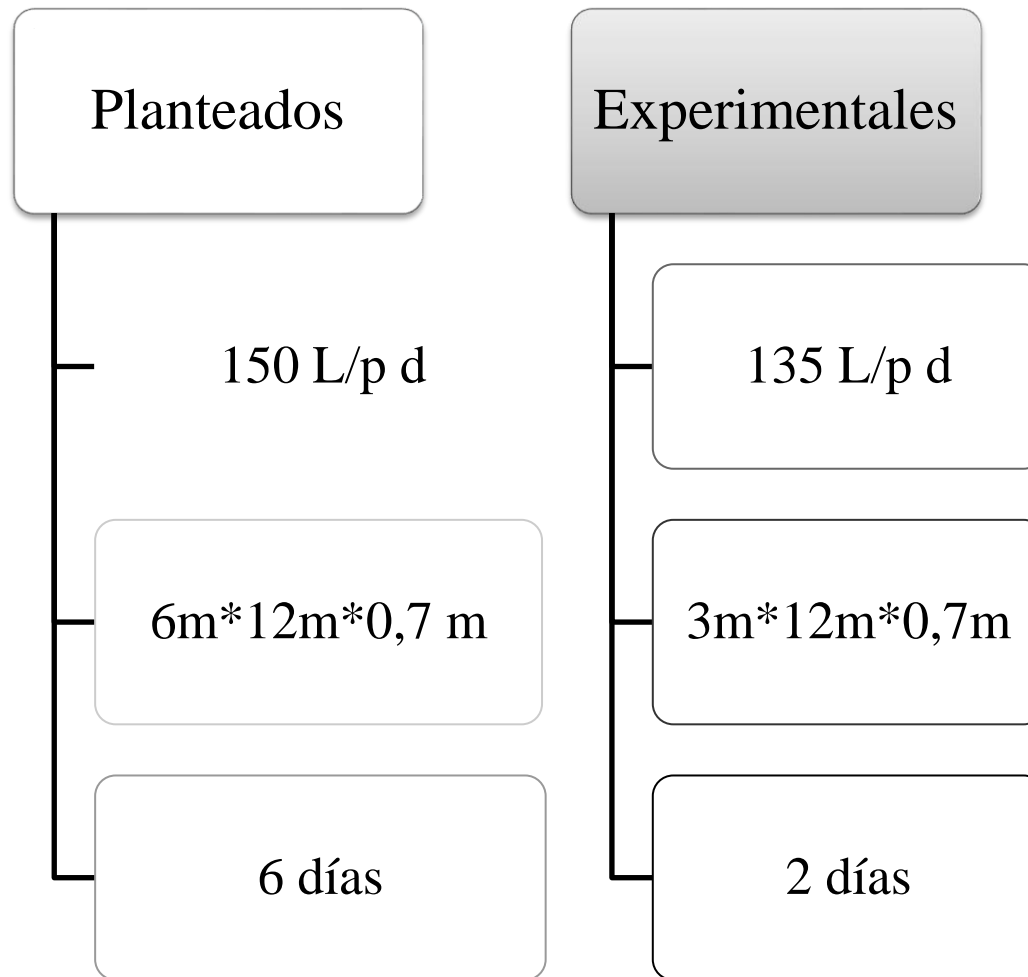 Planteados
150 L/p d
6m*12m*0,7 m
6 días
Experimentales
135 L/p d
3m*12m*0,7m
2 días